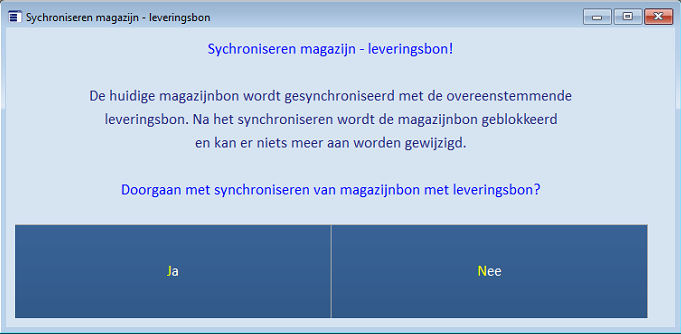 Sychroniseren magazijn - leveringsbon
Sychroniseren magazijn - leveringsbon!
De huidige magazijnbon wordt gesynchroniseerd met de overeenstemmende
leveringsbon. Na het synchroniseren wordt de magazijnbon geblokkeerd
en kan er niets meer aan worden gewijzigd.
Doorgaan met synchroniseren van magazijnbon met leveringsbon?
Ja
Nee